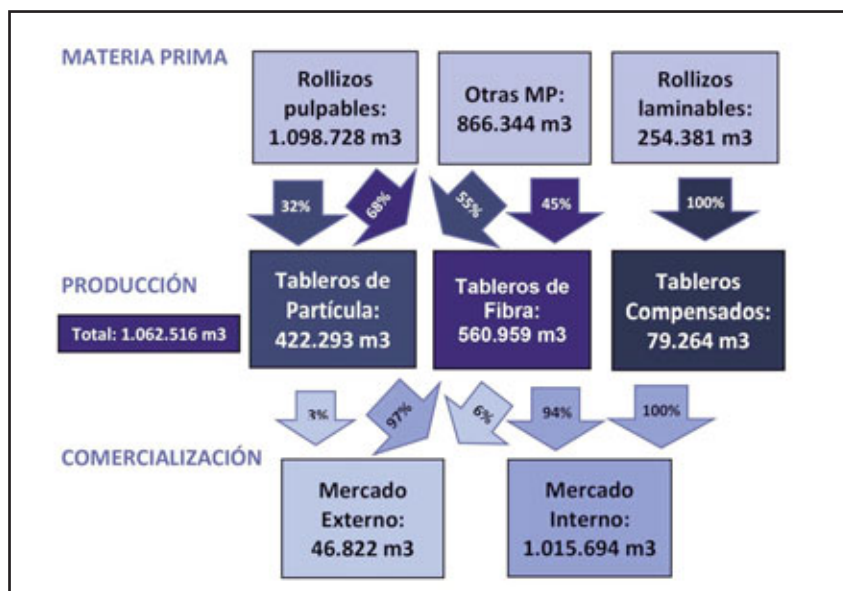 MATERIA PRIMA
Rollizos
pulpables:
1.098.728 m3
Otras MP:
866.344 m3
Rollizos
laminables:
254.381 m3
32%
68%
55%
45%
100%
PRODUCCIÓN
Total: 1.062.516 m3
Tableros de
Partícula:
422.293 m3
Tableros de
Fibra:
560.959 m3
Tableros
Compensados:
79.264 m3
3%
97%
6%
94%
100%
COMERCIALIZACIÓN
Mercado
Externo:
46.822 m3
Mercado
Interno:
1.015.694 m3